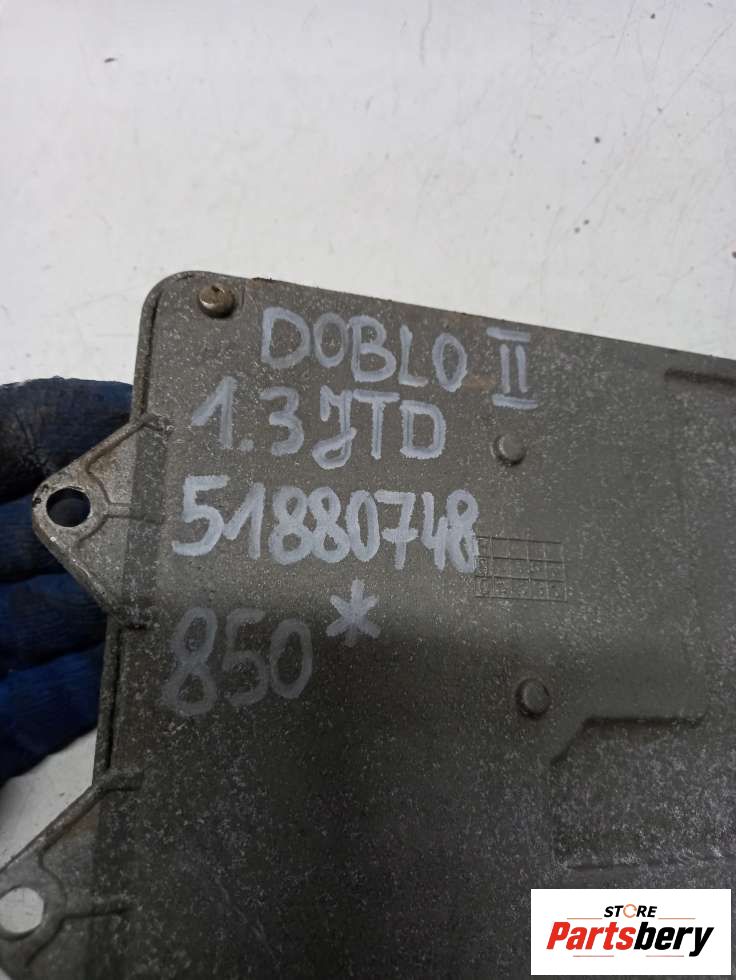 DOBLO II
1.3 JTD
51880748
850 *
STORE
Partsbery